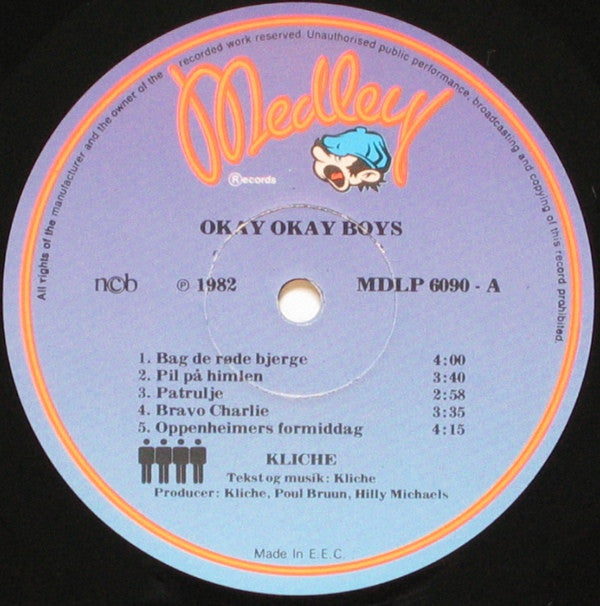 All rights of the manufacturer and the owner of the recorded work reserved. Unauthorised public performance, broadcasting and copying of this record prohibited.
Medley
®ecords
OKAY OKAY BOYS
ncb ℗ 1982 MDLP 6090 - A
1. Bag de røde bjerge 4:00
2. Pil på himlen 3:40
3. Patrulje 2:58
4. Bravo Charlie 3:35
5. Oppenheimers formiddag 4:15
KLICHE
Tekst og musik: Kliche
Producer: Kliche, Poul Bruun, Hilly Michaels
Made In E.E.C.